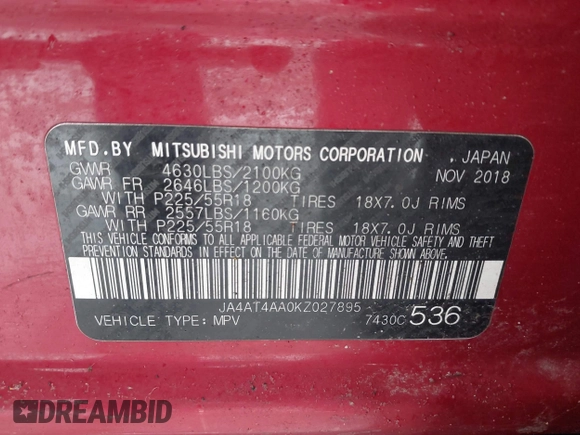 MFD.BY MITSUBISHI MOTORS CORPORATION , JAPAN
GVWR 4630LBS/2100KG NOV 2018
GAWR FR 2646LBS/1200KG
WITH P225/55R18 TIRES 18X7.0J RIMS
GAWR RR 2557LBS/1160KG
WITH P225/55R18 TIRES 18X7.0J RIMS
THIS VEHICLE CONFORMS TO ALL APPLICABLE FEDERAL MOTOR VEHICLE SAFETY AND THEFT
PREVENTION STANDARDS IN EFFECT ON THE DATE OF MANUFACTURE SHOWN ABOVE.
JA4AT4AA0KZ027895
VEHICLE TYPE: MPV 7430C 536
DREAMBID